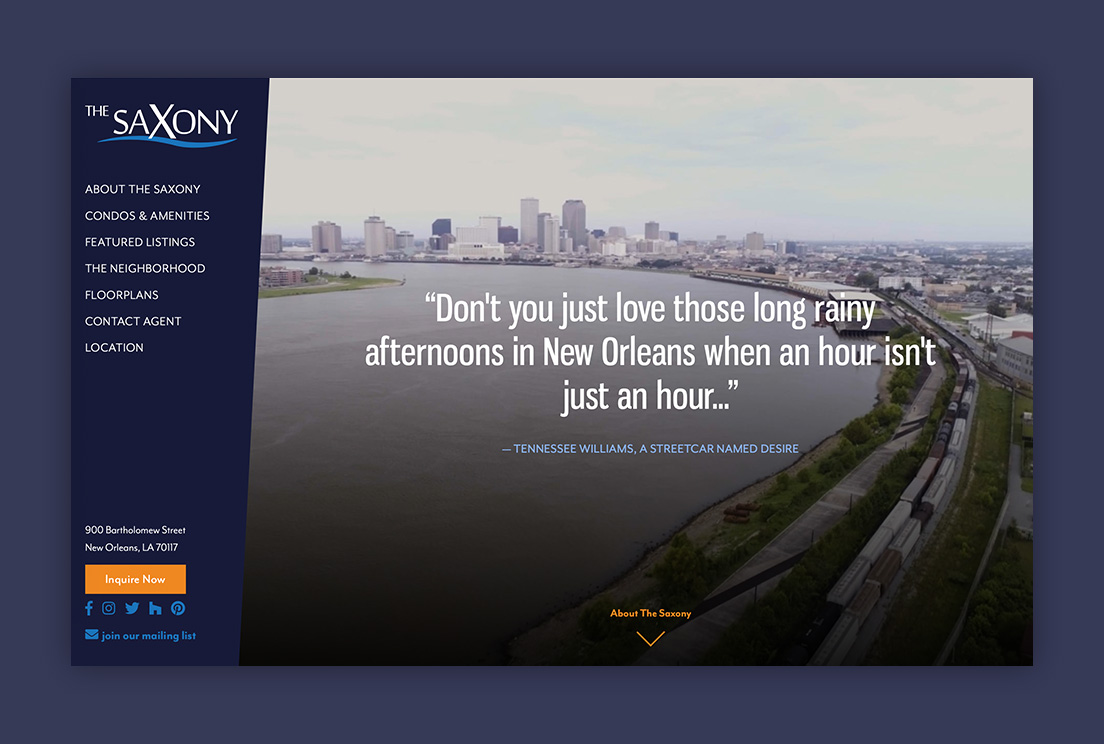 THE SAXONY
ABOUT THE SAXONY
CONDOS & AMENITIES
FEATURED LISTINGS
THE NEIGHBORHOOD
FLOORPLANS
CONTACT AGENT
LOCATION
900 Bartholomew Street
New Orleans, LA 70117
Inquire Now
join our mailing list
“Don't you just love those long rainy
afternoons in New Orleans when an hour isn't
just an hour...”
— TENNESSEE WILLIAMS, A STREETCAR NAMED DESIRE
About The Saxony